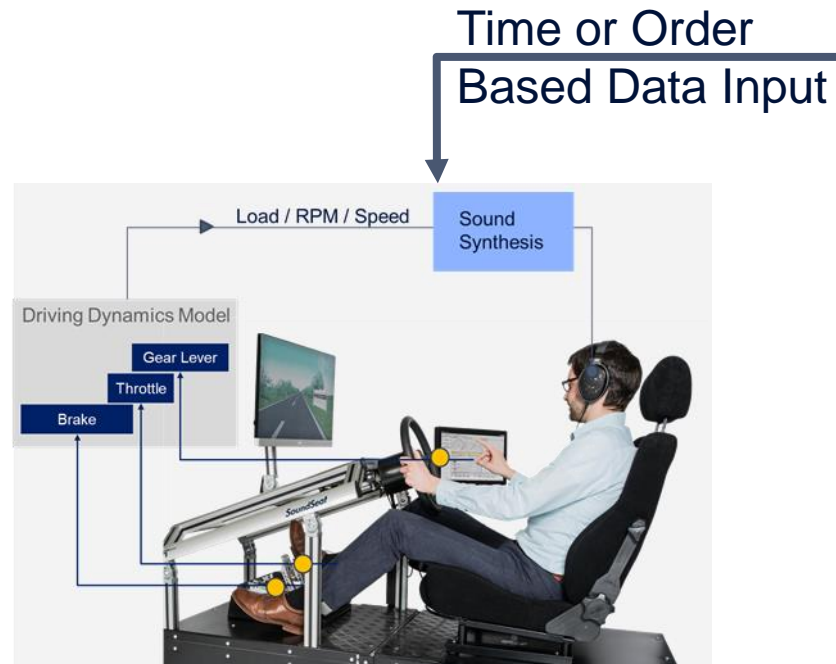 Time or Order
Based Data Input
Load / RPM / Speed
Sound
Synthesis
Driving Dynamics Model
Gear Lever
Throttle
Brake
SoundSeat